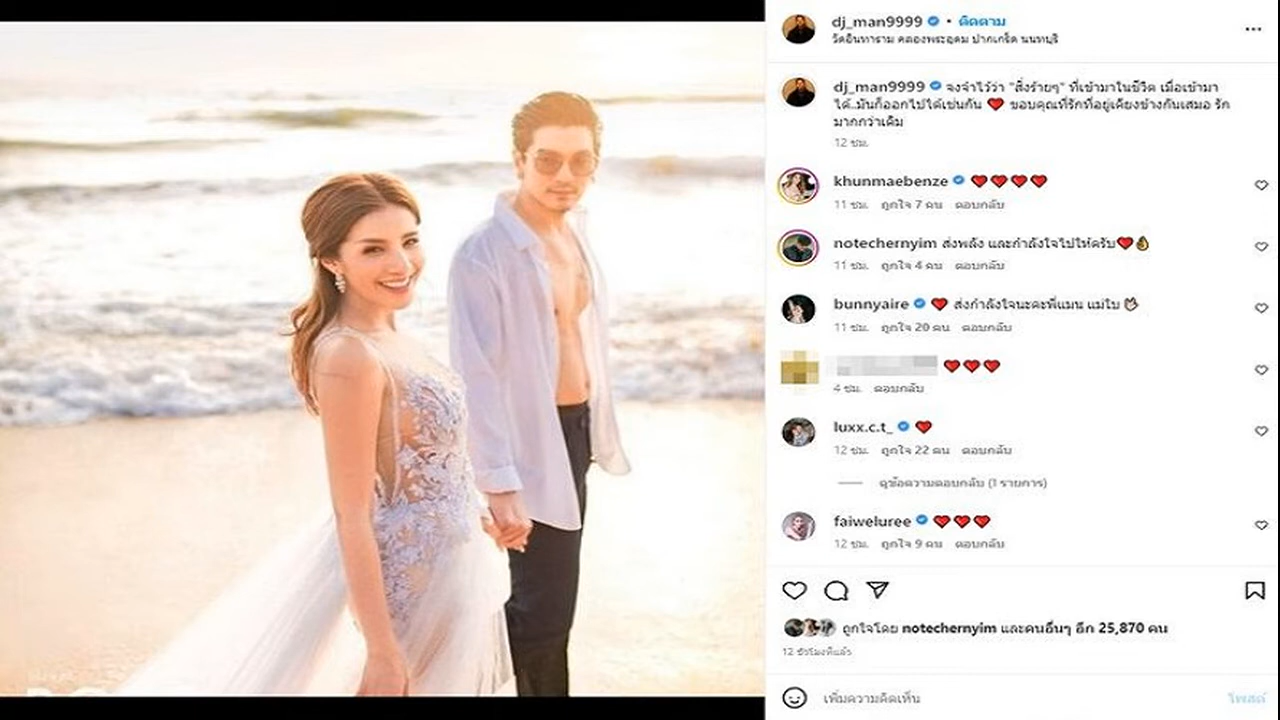 dj_man9999 • ติดตาม
วัดอินทาราม คลองพระอุดม ปากเกร็ด นนทบุรี
dj_man9999 จงจำไว้ว่า "สิ่งร้ายๆ" ที่เข้ามาในชีวิต เมื่อเข้ามา
ได้..มันก็ออกไปได้เช่นกัน ❤️ ขอบคุณที่รักที่อยู่เคียงข้างกันเสมอ รัก
มากกว่าเดิม
12 ชม.
khunmaebenze ❤️❤️❤️❤️
11 ชม. ถูกใจ 7 คน ตอบกลับ
notechernyim ส่งพลัง และกำลังใจไปให้ครับ❤️👌
11 ชม. ถูกใจ 4 คน ตอบกลับ
bunnyaire ❤️ ส่งกำลังใจนะคะพี่แมน แม่ใบ
11 ชม. ถูกใจ 20 คน ตอบกลับ
❤️❤️❤️
4 ชม. ตอบกลับ
luxx.c.t_ ❤️
12 ชม. ถูกใจ 22 คน ตอบกลับ
ดูข้อความตอบกลับ (1 รายการ)
faiweluree ❤️❤️❤️
12 ชม. ถูกใจ 9 คน ตอบกลับ
ถูกใจโดย notechernyim และคนอื่นๆ อีก 25,870 คน
12 ชั่วโมงที่แล้ว
เพิ่มความคิดเห็น
โพสต์